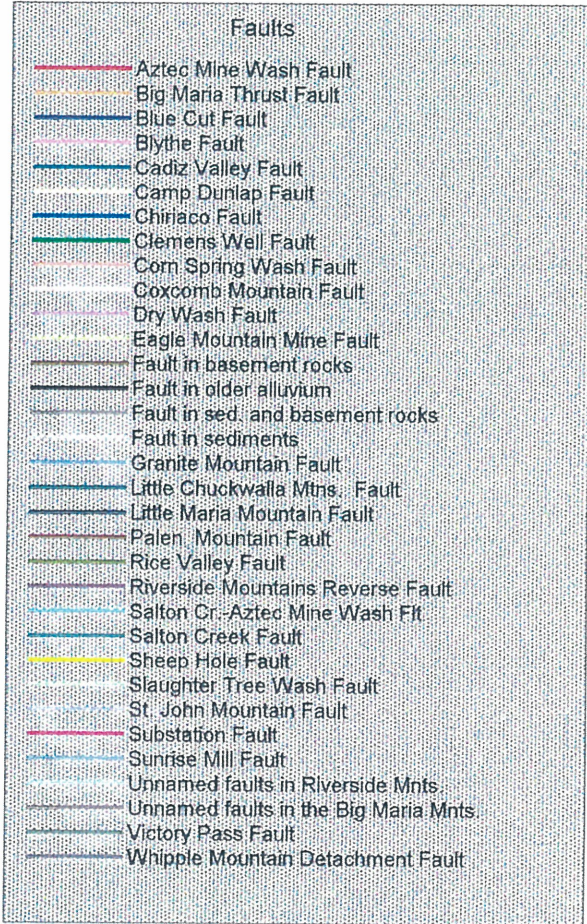 Faults
Aztec Mine Wash Fault
Big Maria Thrust Fault
Blue Cut Fault
Blythe Fault
Cadiz Valley Fault
Camp Dunlap Fault
Chiriaco Fault
Clemens Well Fault
Corn Spring Wash Fault
Coxcomb Mountain Fault
Dry Wash Fault
Eagle Mountain Mine Fault
Fault in basement rocks
Fault in older alluvium
Fault in sed. and basement rocks
Fault in sediments
Granite Mountain Fault
Little Chuckwalla Mtns. Fault
Little Maria Mountain Fault
Palen Mountain Fault
Rice Valley Fault
Riverside Mountains Reverse Fault
Salton Cr.-Aztec Mine Wash Flt
Salton Creek Fault
Sheep Hole Fault
Slaughter Tree Wash Fault
St. John Mountain Fault
Substation Fault
Sunrise Mill Fault
Unnamed faults in Riverside Mnts.
Unnamed faults in the Big Maria Mnts.
Victory Pass Fault
Whipple Mountain Detachment Fault